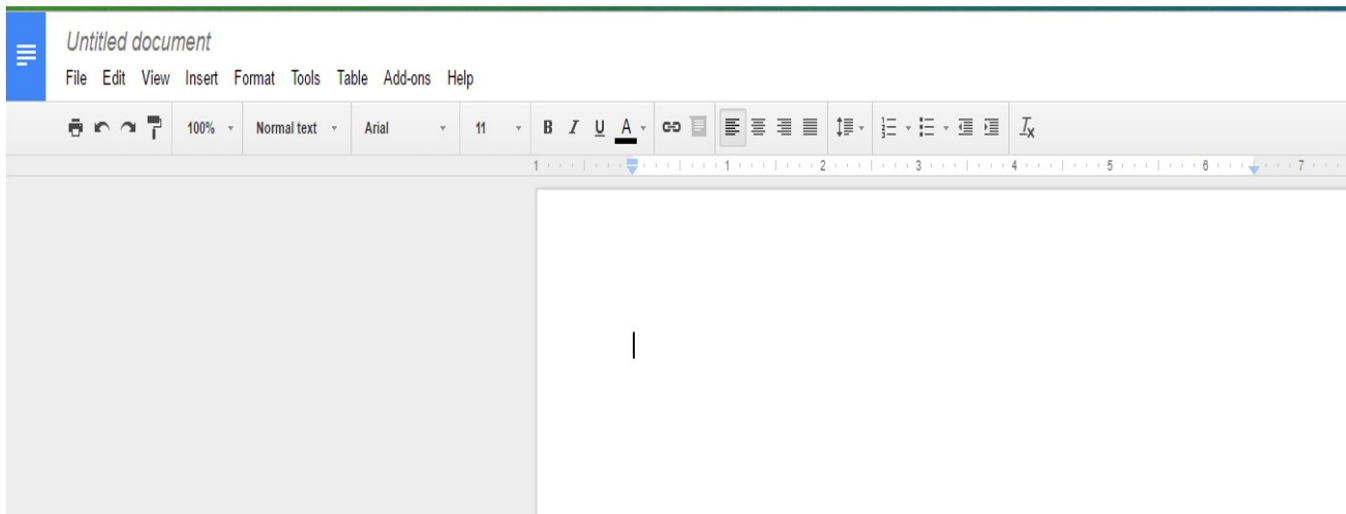 Untitled document
File Edit View Insert Format Tools Table Add-ons Help
100% Normal text Arial 11 B I U A
1 1 2 3 4 5 6 7